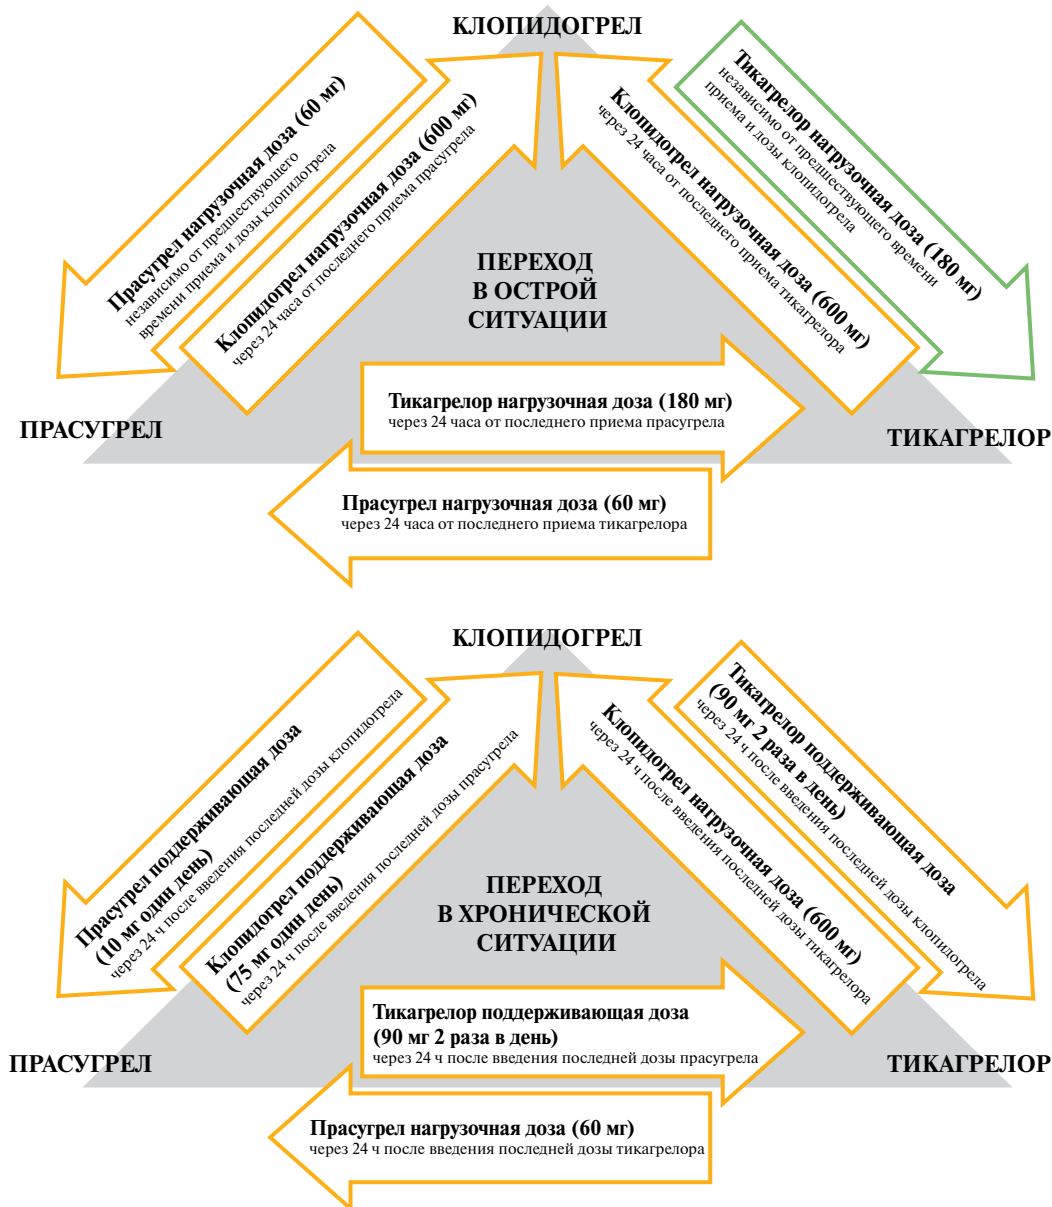 КЛОПИДОГРЕЛ
Прасугрел нагрузочная доза (60 мг)
независимо от предшествующего
времени приема и дозы клопидогрела
Клопидогрел нагрузочная доза (600 мг)
через 24 часа от последнего приема прасугрела
Клопидогрел нагрузочная доза (600 мг)
через 24 часа от последнего приема тикагрелора
Тикагрелор нагрузочная доза (180 мг)
независимо от предшествующего времени
приема и дозы клопидогрела
ПЕРЕХОД
В ОСТРОЙ
СИТУАЦИИ
Тикагрелор нагрузочная доза (180 мг)
через 24 часа от последнего приема прасугрела
ПРАСУГРЕЛ
ТИКАГРЕЛОР
Прасугрел нагрузочная доза (60 мг)
через 24 часа от последнего приема тикагрелора
КЛОПИДОГРЕЛ
Прасугрел поддерживающая доза
(10 мг один день)
через 24 ч после введения последней дозы клопидогрела
Клопидогрел поддерживающая доза
(75 мг один день)
через 24 ч после введения последней дозы прасугрела
Клопидогрел нагрузочная доза (600 мг)
через 24 ч после введения последней дозы тикагрелора
Тикагрелор поддерживающая доза
(90 мг 2 раза в день)
через 24 ч после введения последней дозы клопидогрела
ПЕРЕХОД
В ХРОНИЧЕСКОЙ
СИТУАЦИИ
Тикагрелор поддерживающая доза
(90 мг 2 раза в день)
через 24 ч после введения последней дозы прасугрела
ПРАСУГРЕЛ
ТИКАГРЕЛОР
Прасугрел нагрузочная доза (60 мг)
через 24 ч после введения последней дозы тикагрелора